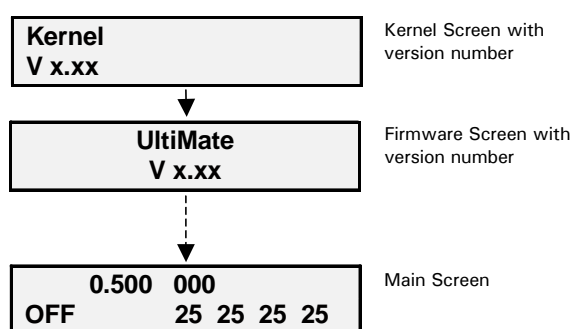 Kernel
V x.xx
Kernel Screen with
version number
UltiMate
V x.xx
Firmware Screen with
version number
0.500 000
OFF 25 25 25 25
Main Screen